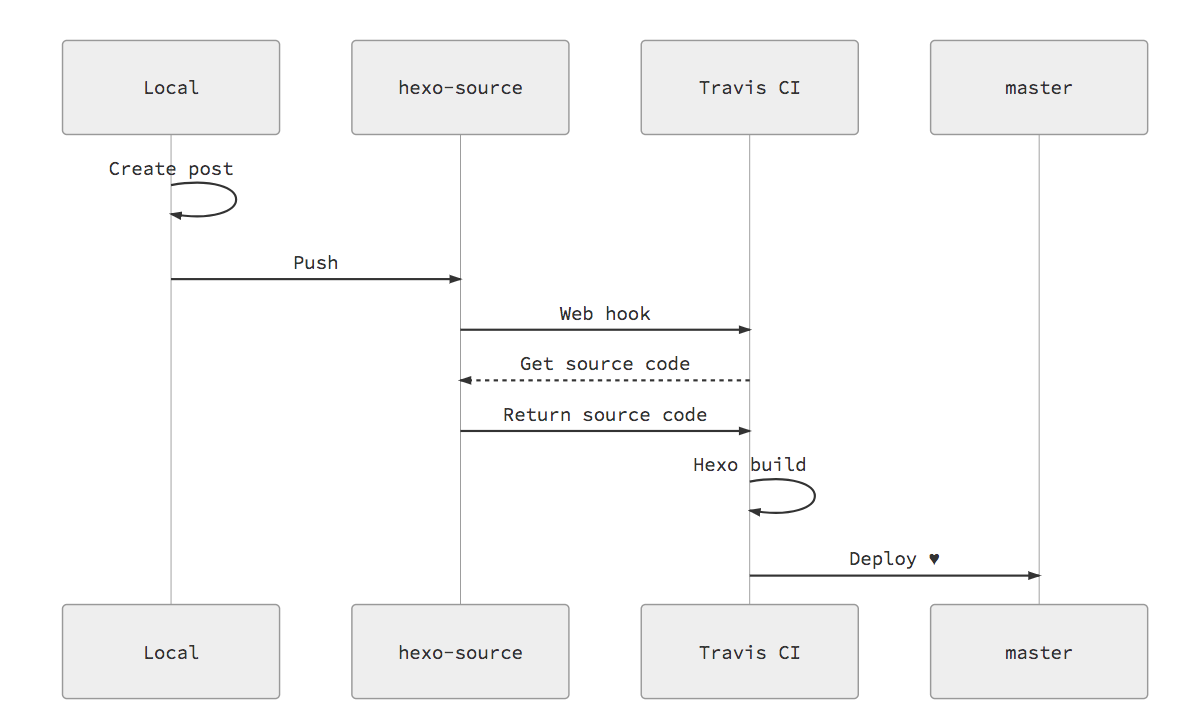 Local
hexo-source
Travis CI
master
Create post
Push
Web hook
Get source code
Return source code
Hexo build
Deploy ♥
Local
hexo-source
Travis CI
master